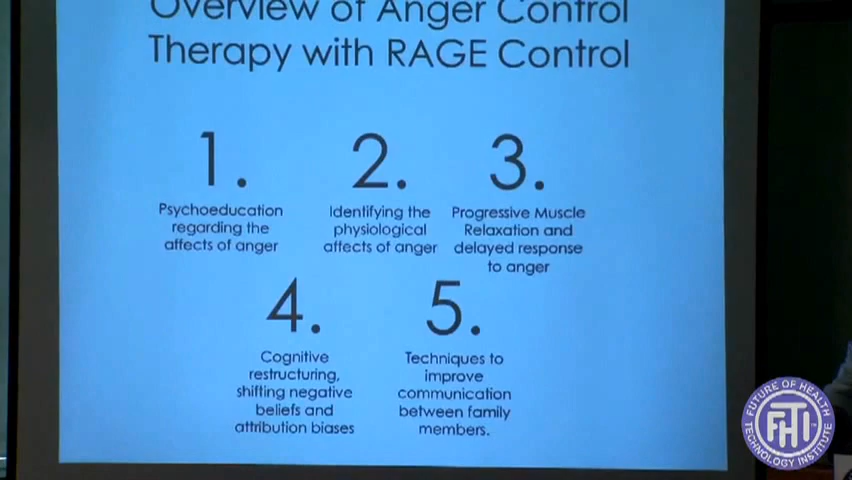 Overview of Anger Control
Therapy with RAGE Control
1.
Psychoeducation
regarding the
affects of anger
2.
Identifying the
physiological
affects of anger
3.
Progressive Muscle
Relaxation and
delayed response
to anger
4.
Cognitive
restructuring,
shifting negative
beliefs and
attribution biases
5.
Techniques to
improve
communication
between family
members.
FUTURE OF HEALTH
TECHNOLOGY INSTITUTE
FHTI